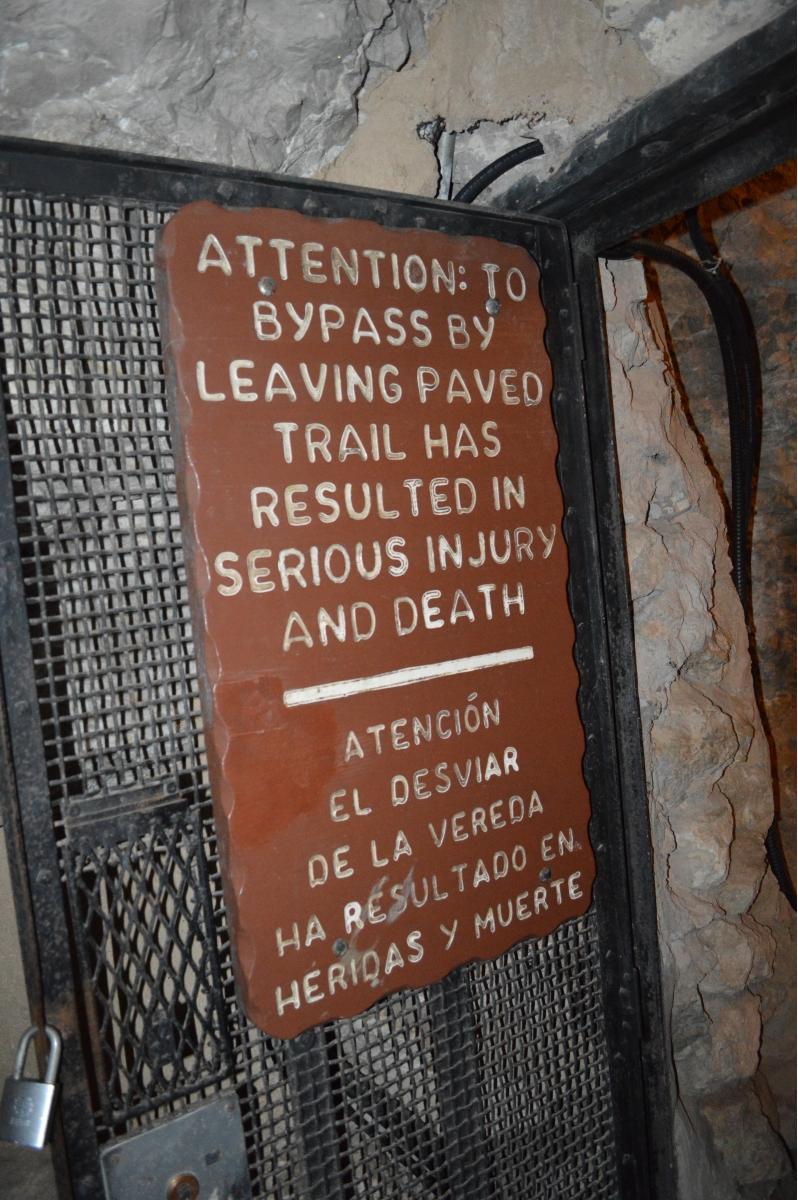 ATTENTION: TO
BYPASS BY
LEAVING PAVED
TRAIL HAS
RESULTED IN
SERIOUS INJURY
AND DEATH
ATENCIÓN
EL DESVIAR
DE LA VEREDA
HA RESULTADO EN
HERIDAS Y MUERTE